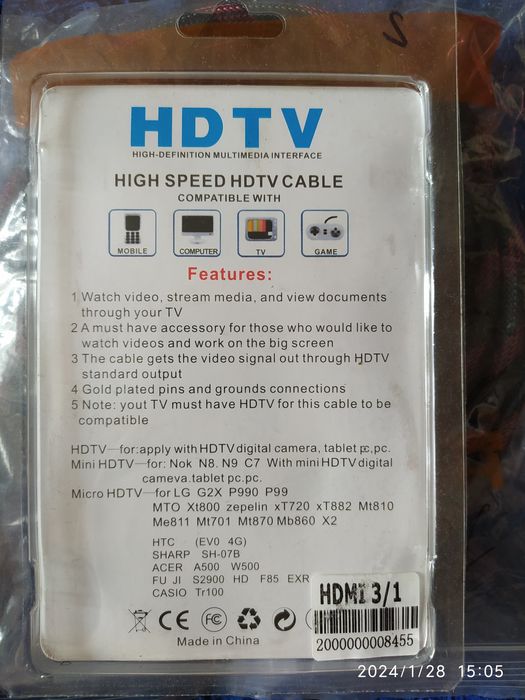 HDTV
HIGH-DEFINITION MULTIMEDIA INTERFACE
HIGH SPEED HDTV CABLE
COMPATIBLE WITH
MOBILE COMPUTER TV GAME
Features:
1 Watch video, stream media, and view documents
through your TV
2 A must have accessory for those who would like to
watch videos and work on the big screen
3 The cable gets the video signal out through HDTV
standard output
4 Gold plated pins and grounds connections
5 Note: yout TV must have HDTV for this cable to be
compatible
HDTV—for:apply with HDTV digital camera, tablet pc,pc.
Mini HDTV—for: Nok N8. N9 C7 With mini HDTV digital
cameva.tablet pc.pc.
Micro HDTV—for LG G2X P990 P99
MTO Xt800 zepelin xT720 xT882 Mt810
Me811 Mt701 Mt870 Mb860 X2
HTC (EV0 4G)
SHARP SH-07B
ACER A500 W500
FU JI S2900 HD F85 EXR
CASIO Tr100
HDMI 3/1
CE FC
Made in China
2000000008455
2024/1/28 15:05